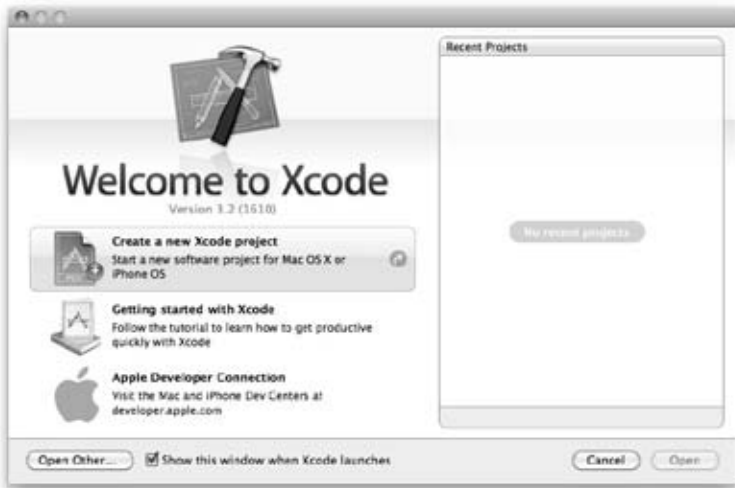 Recent Projects
Welcome to Xcode
Version 3.2 (1610)
Create a new Xcode project
Start a new software project for Mac OS X or
iPhone OS
No recent projects
Getting started with Xcode
Follow the tutorial to learn how to get productive
quickly with Xcode
Apple Developer Connection
Visit the Mac and iPhone Dev Centers at
developer.apple.com
Open Other...
Show this window when Xcode launches
Cancel
Open